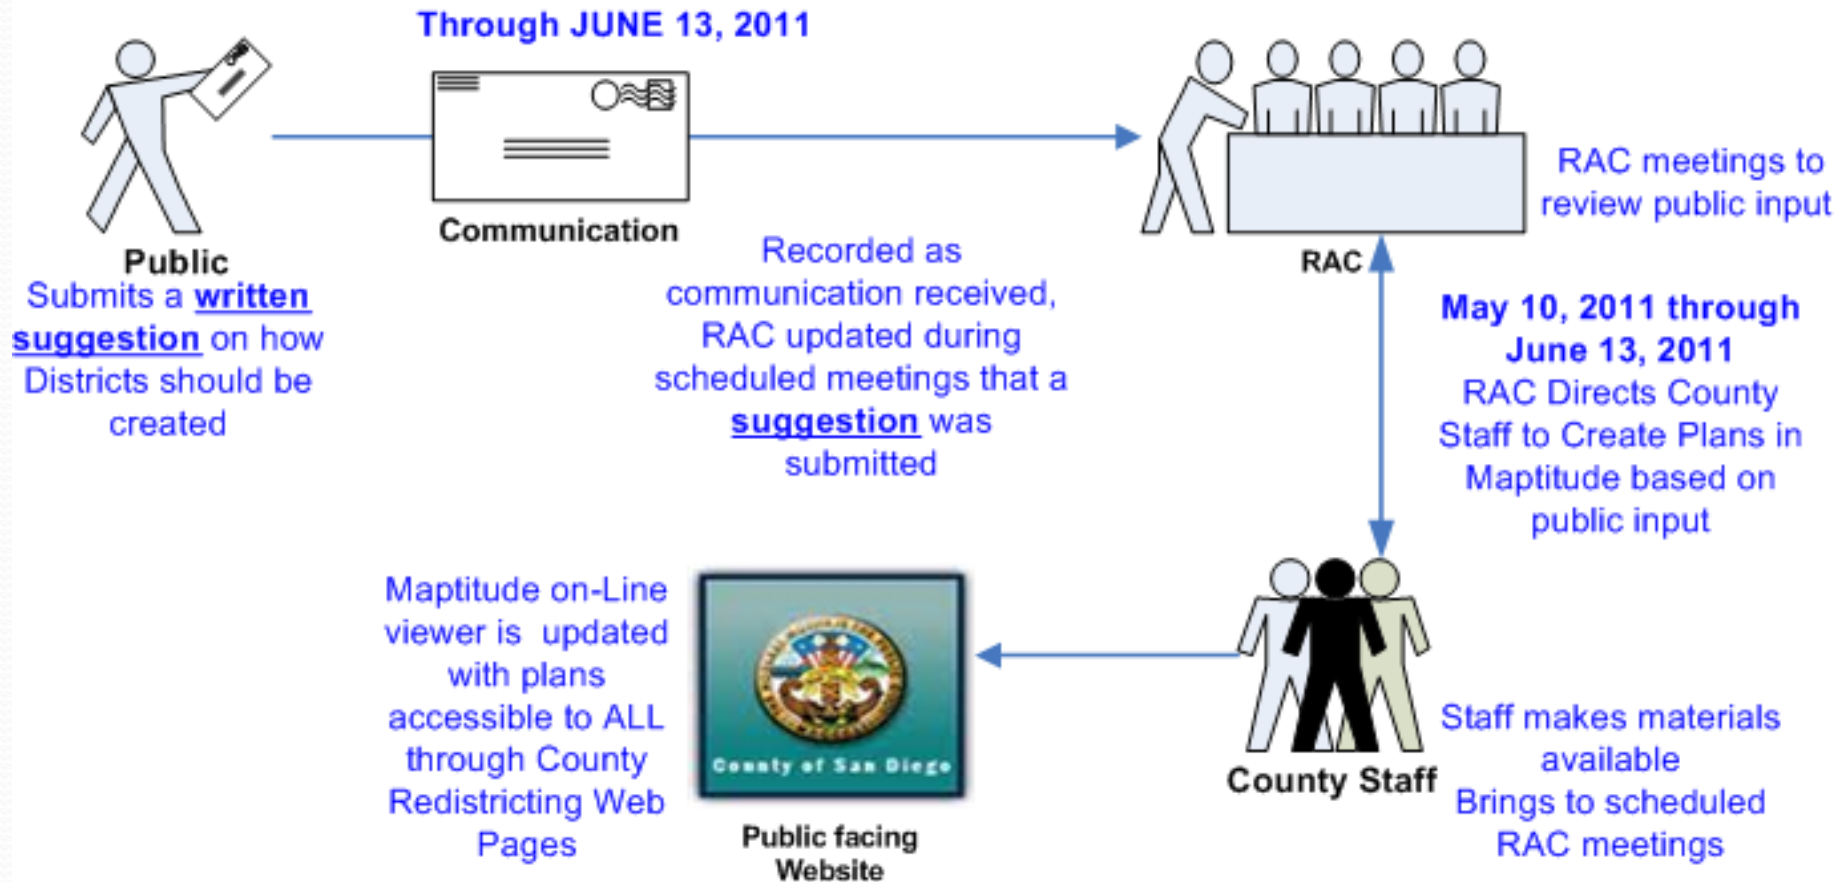 Through JUNE 13, 2011
Communication
Public
Submits a written
suggestion on how
Districts should be
created
Recorded as
communication received,
RAC updated during
scheduled meetings that a
suggestion was
submitted
RAC meetings to
review public input
RAC
May 10, 2011 through
June 13, 2011
RAC Directs County
Staff to Create Plans in
Maptitude based on
public input
County Staff
Staff makes materials
available
Brings to scheduled
RAC meetings
County of San Diego
Public facing
Website
Maptitude on-Line
viewer is updated
with plans
accessible to ALL
through County
Redistricting Web
Pages